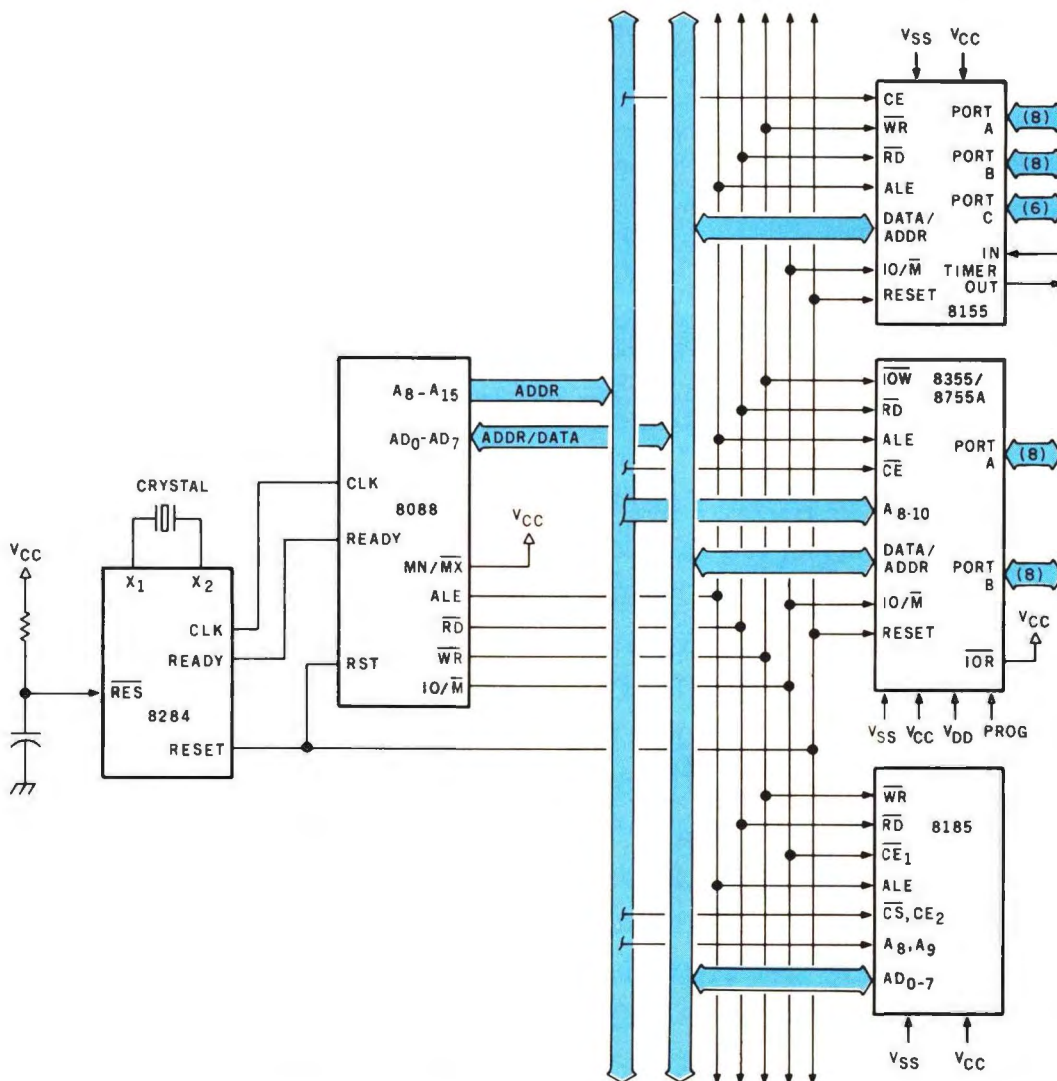 VCC
CRYSTAL
X1 X2
CLK
READY
RES
8284
RESET
A8-A15
AD0-AD7
CLK
8088
READY
MN/MX
ALE
RD
RST
WR
IO/M
VCC
ADDR
ADDR/DATA
VSS VCC
CE
WR
RD
ALE
DATA/
ADDR
IO/M
RESET
PORT
A
PORT
B
PORT
C
IN
TIMER
OUT
8155
(8)
(8)
(6)
IOW
RD
ALE
CE
A8-10
DATA/
ADDR
IO/M
RESET
8355/
8755A
PORT
A
PORT
B
IOR
(8)
(8)
VCC
VSS VCC VDD PROG
WR
RD
CE1
ALE
CS, CE2
A8, A9
AD0-7
8185
VSS VCC